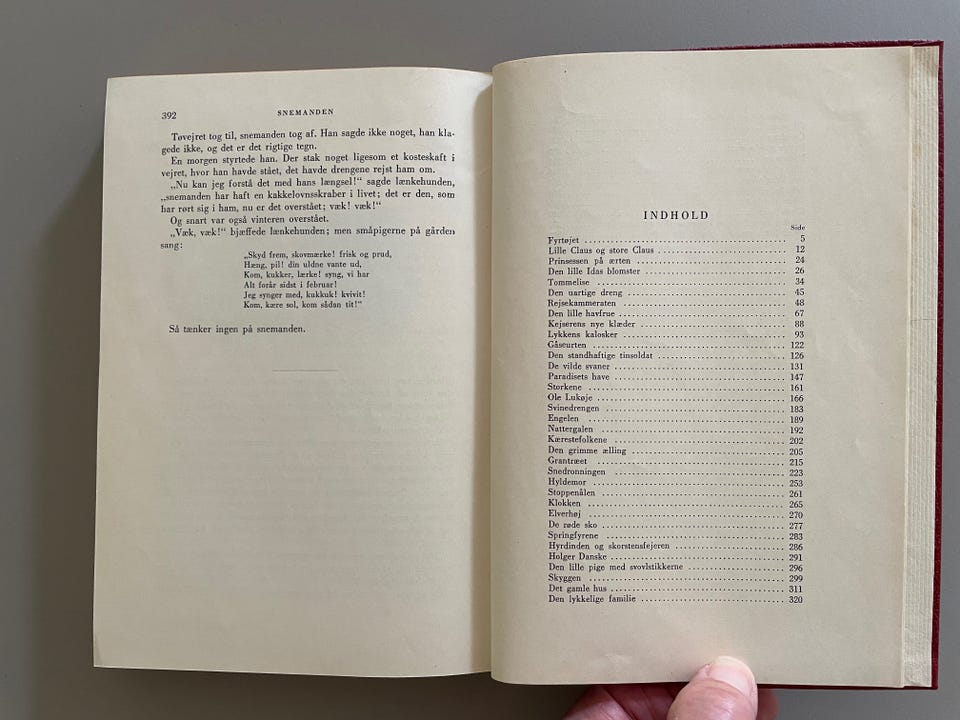 392
SNEMANDEN
Tøvejret tog til, snemanden tog af. Han sagde ikke noget, han kla-
gede ikke, og det er det rigtige tegn.
En morgen styrtede han. Der stak noget ligesom et kosteskaft i
vejret, hvor han havde stået, det havde drengene rejst ham om.
„Nu kan jeg forstå det med hans længsel!“ sagde lænkehunden,
„snemanden har haft en kakkelovnsskraber i livet; det er den, som
har rørt sig i ham, nu er det overstået; væk! væk!“
Og snart var også vinteren overstået.
„Væk, væk!“ bjæffede lænkehunden; men småpigerne på gården
sang:
„Skyd frem, skovmærke! frisk og prud,
Hæng, pil! din uldne vante ud,
Kom, kukker, lærke! syng, vi har
Alt forår sidst i februar!
Jeg synger med, kukkuk! kvivit!
Kom, kære sol, kom sådan tit!“
Så tænker ingen på snemanden.
INDHOLD
Side
Fyrtøjet 5
Lille Claus og store Claus 12
Prinsessen på ærten 24
Den lille Idas blomster 26
Tommelise 34
Den uartige dreng 45
Rejsekammeraten 48
Den lille havfrue 67
Kejserens nye klæder 88
Lykkens kalosker 93
Gåseurten 122
Den standhaftige tinsoldat 126
De vilde svaner 131
Paradisets have 147
Storkene 161
Ole Lukøje 166
Svinedrengen 183
Engelen 189
Nattergalen 192
Kærestefolkene 202
Den grimme ælling 205
Grantræet 215
Snedronningen 223
Hyldemor 253
Stoppenålen 261
Klokken 265
Elverhøj 270
De røde sko 277
Springfyrene 283
Hyrdinden og skorstensfejeren 286
Holger Danske 291
Den lille pige med svovlstikkerne 296
Skyggen 299
Det gamle hus 311
Den lykkelige familie 320